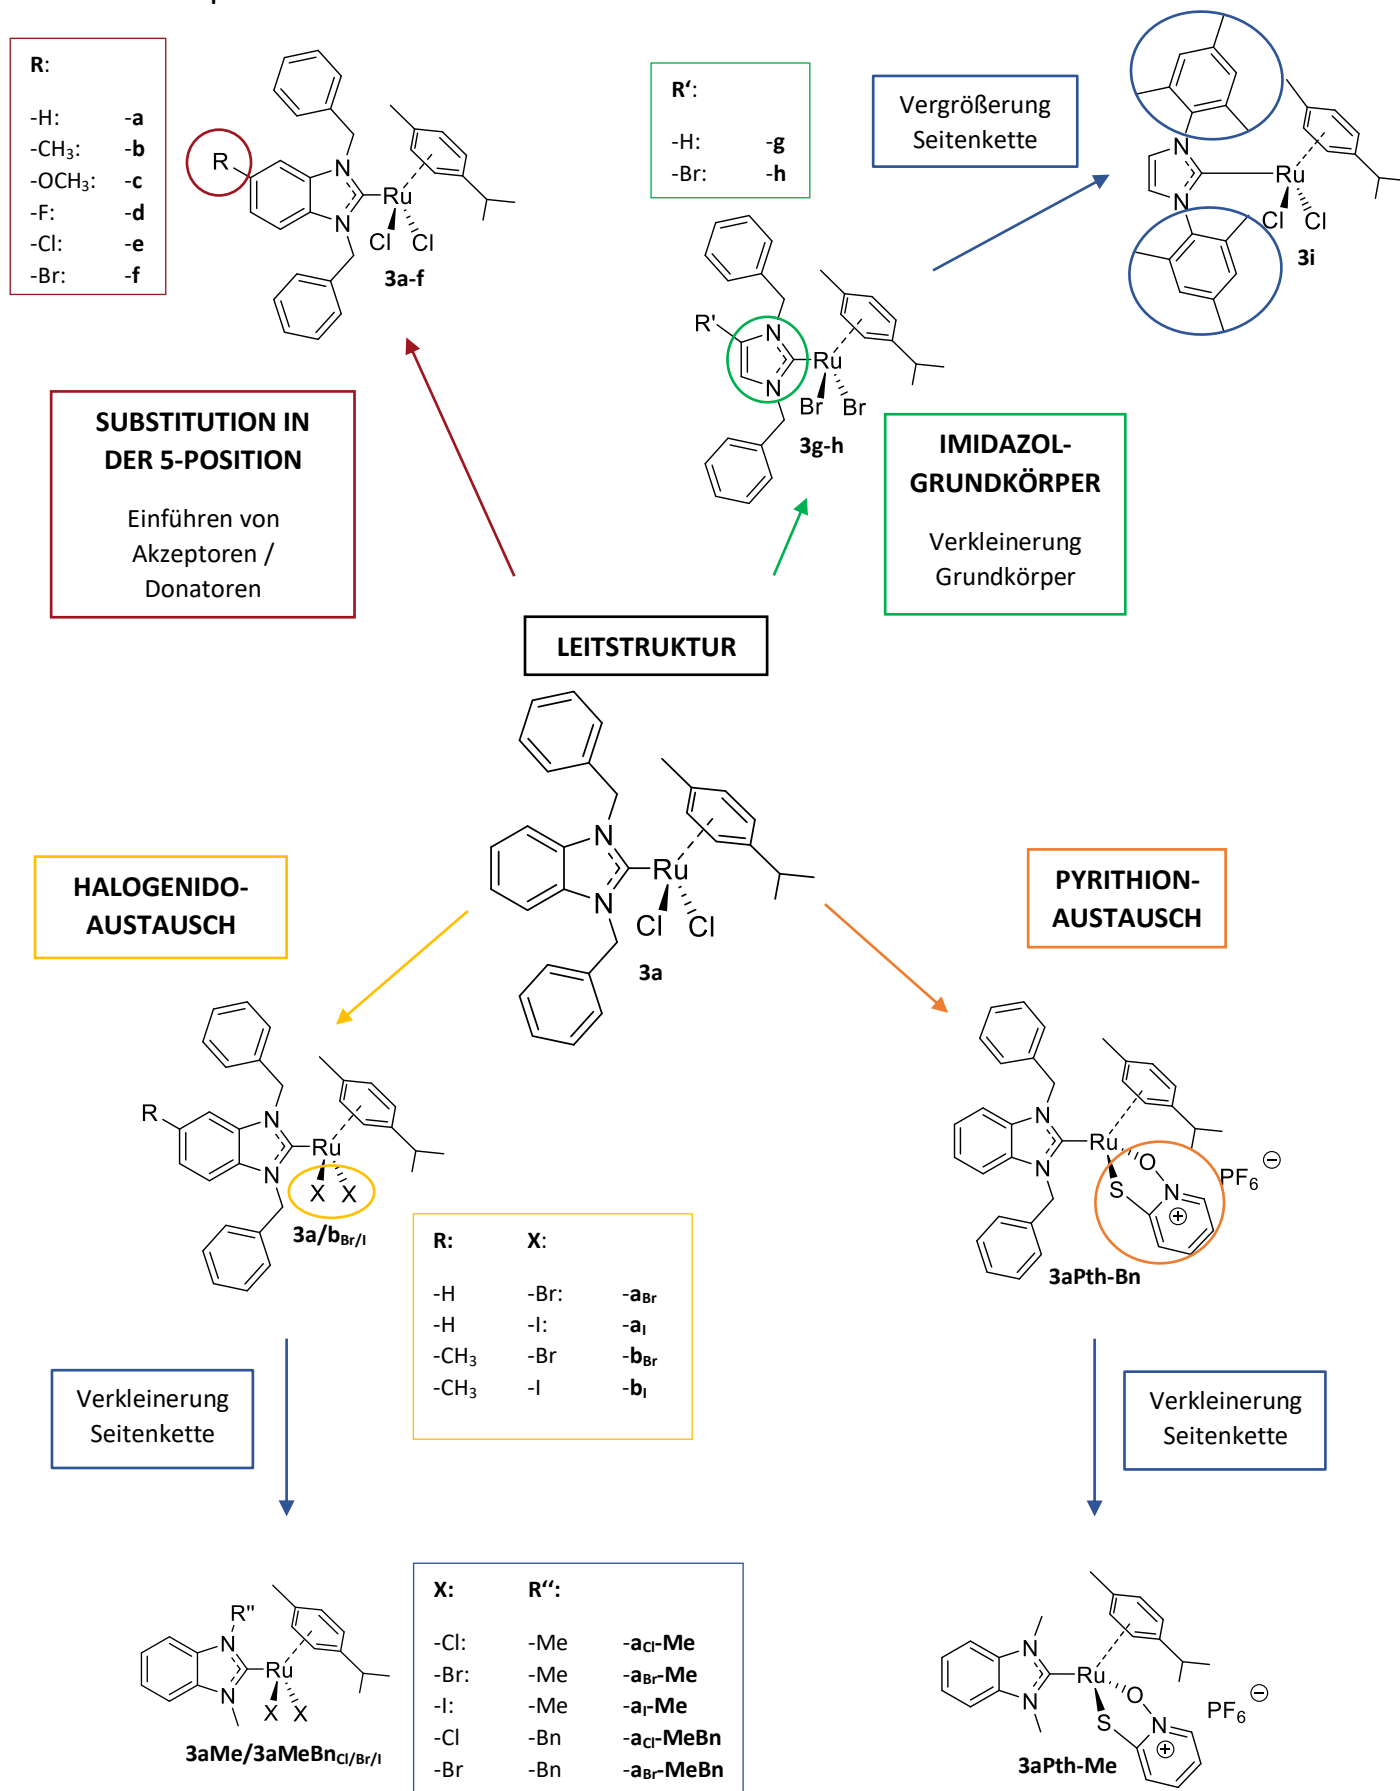 R:
-H: -a
-CH3: -b
-OCH3: -c
-F: -d
-Cl: -e
-Br: -f
R
N
N
Ru
Cl
Cl
3a-f
R‘:
-H: -g
-Br: -h
Vergrößerung
Seitenkette
N
N
Ru
Cl
Cl
3i
R'
N
N
Ru
Br
Br
3g-h
SUBSTITUTION IN
DER 5-POSITION
Einführen von
Akzeptoren /
Donatoren
IMIDAZOL-
GRUNDKÖRPER
Verkleinerung
Grundkörper
LEITSTRUKTUR
N
N
Ru
Cl
Cl
3a
HALOGENIDO-
AUSTAUSCH
PYRITHION-
AUSTAUSCH
R
N
N
Ru
X
X
3a/bBr/I
N
N
Ru
O
S
N
⊕
PF6 ⊖
3aPth-Bn
R: X:
-H -Br: -aBr
-H -I: -aI
-CH3 -Br -bBr
-CH3 -I -bI
Verkleinerung
Seitenkette
Verkleinerung
Seitenkette
R"
N
N
Ru
X
X
3aMe/3aMeBnCl/Br/I
X: R‘‘:
-Cl: -Me -aCl-Me
-Br: -Me -aBr-Me
-I: -Me -aI-Me
-Cl -Bn -aCl-MeBn
-Br -Bn -aBr-MeBn
N
N
Ru
O
S
N
⊕
PF6 ⊖
3aPth-Me